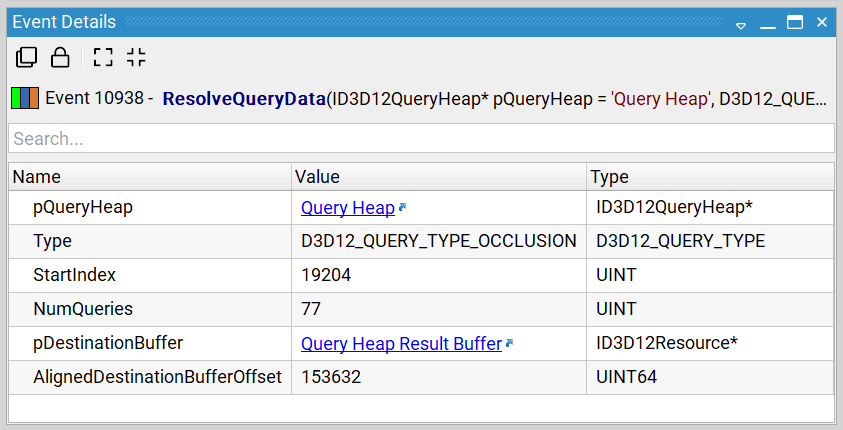 Event Details
Event 10938 - ResolveQueryData(ID3D12QueryHeap* pQueryHeap = 'Query Heap', D3D12_QUE...
Search...
Name Value Type
pQueryHeap Query Heap ID3D12QueryHeap*
Type D3D12_QUERY_TYPE_OCCLUSION D3D12_QUERY_TYPE
StartIndex 19204 UINT
NumQueries 77 UINT
pDestinationBuffer Query Heap Result Buffer ID3D12Resource*
AlignedDestinationBufferOffset 153632 UINT64